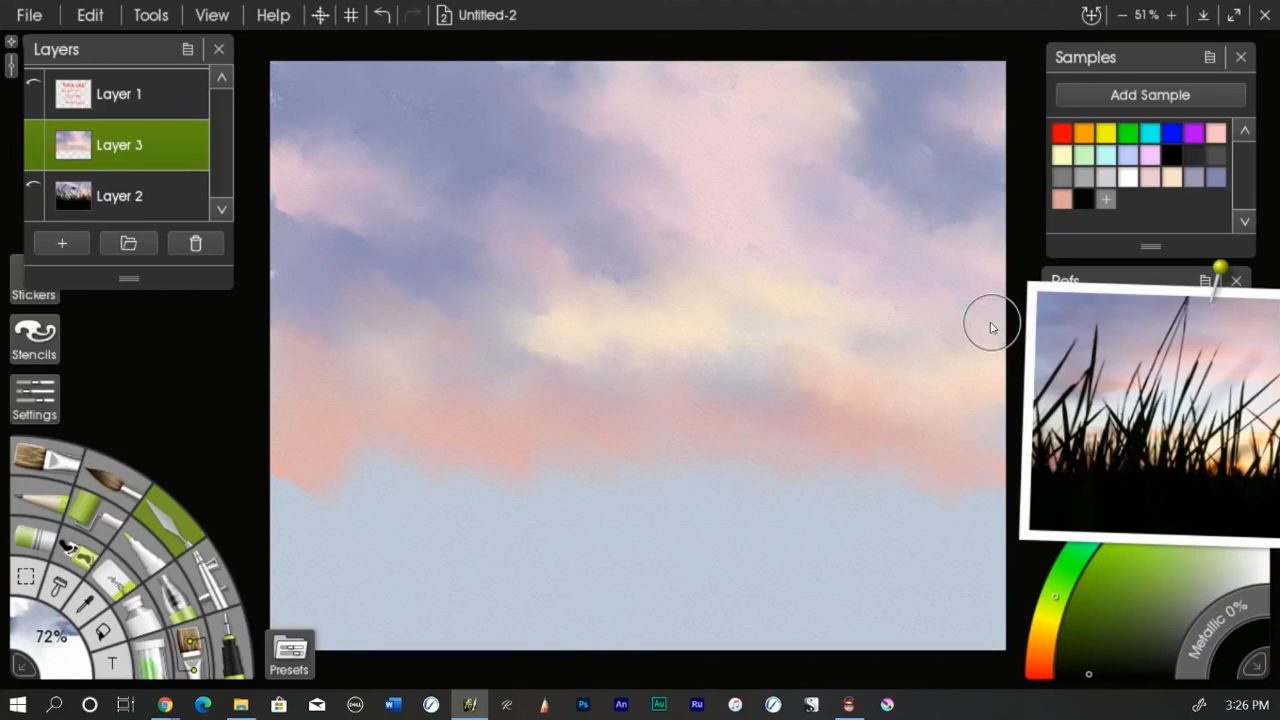 File Edit Tools View Help Untitled-2 51%
Layers
Layer 1
Layer 3
Layer 2
Stickers
Stencils
Settings
72%
T
Presets
Samples
Add Sample
Refs
Metallic 0%
3:26 PM